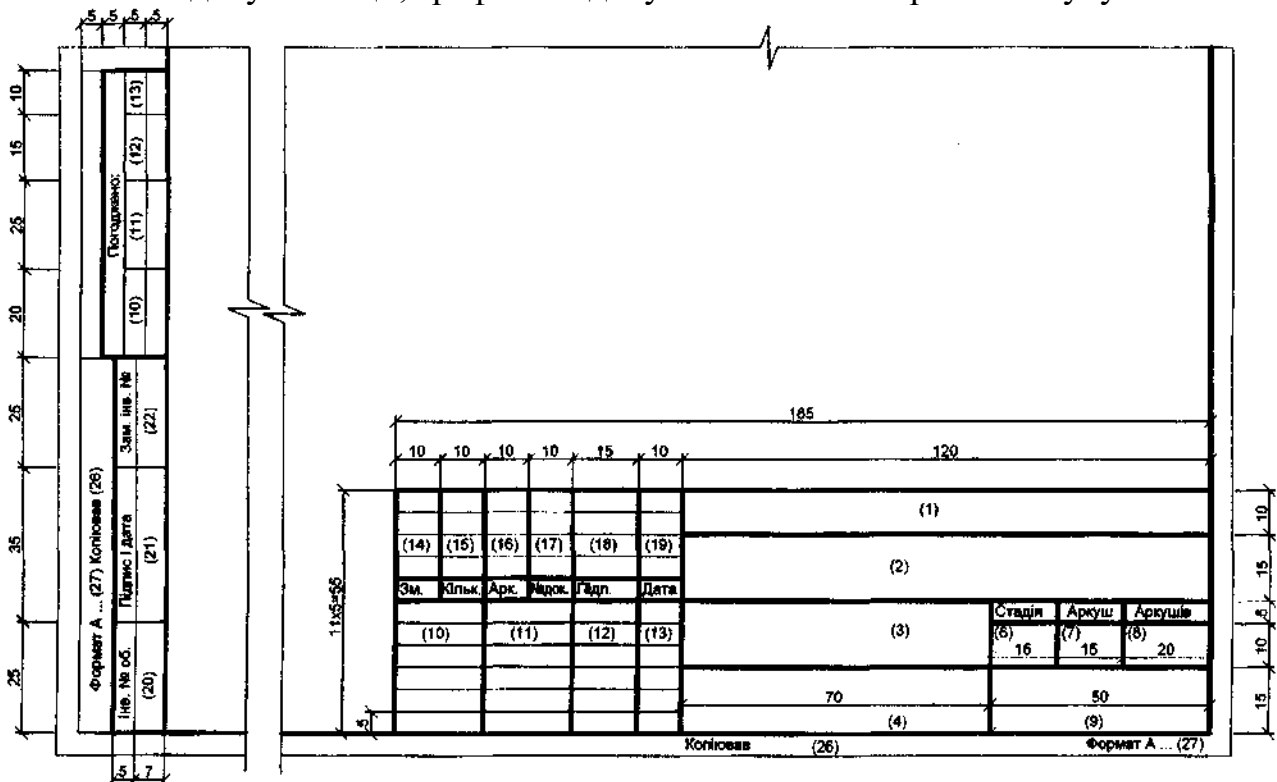 5 5 5 5
10
15
25
20
25
35
25
Погоджено:
(13)
(12)
(11)
(10)
Зам. інв. №
(22)
Підпис і дата
(21)
Інв. № об.
(20)
Формат А ... (27) Копіював (26)
5 7
185
10 10 10 10 15 10 120
11x5=55
5
(1)
(14) (15) (16) (17) (18) (19)
(2)
Зм. Кільк. Арк. №док. Підп. Дата
(3)
Стадія Аркуш Аркушів
(10) (11) (12) (13)
(6) (7) (8)
16 15 20
70 50
(4) (9)
10
15
5
10
15
Копіював (26) Формат А ... (27)